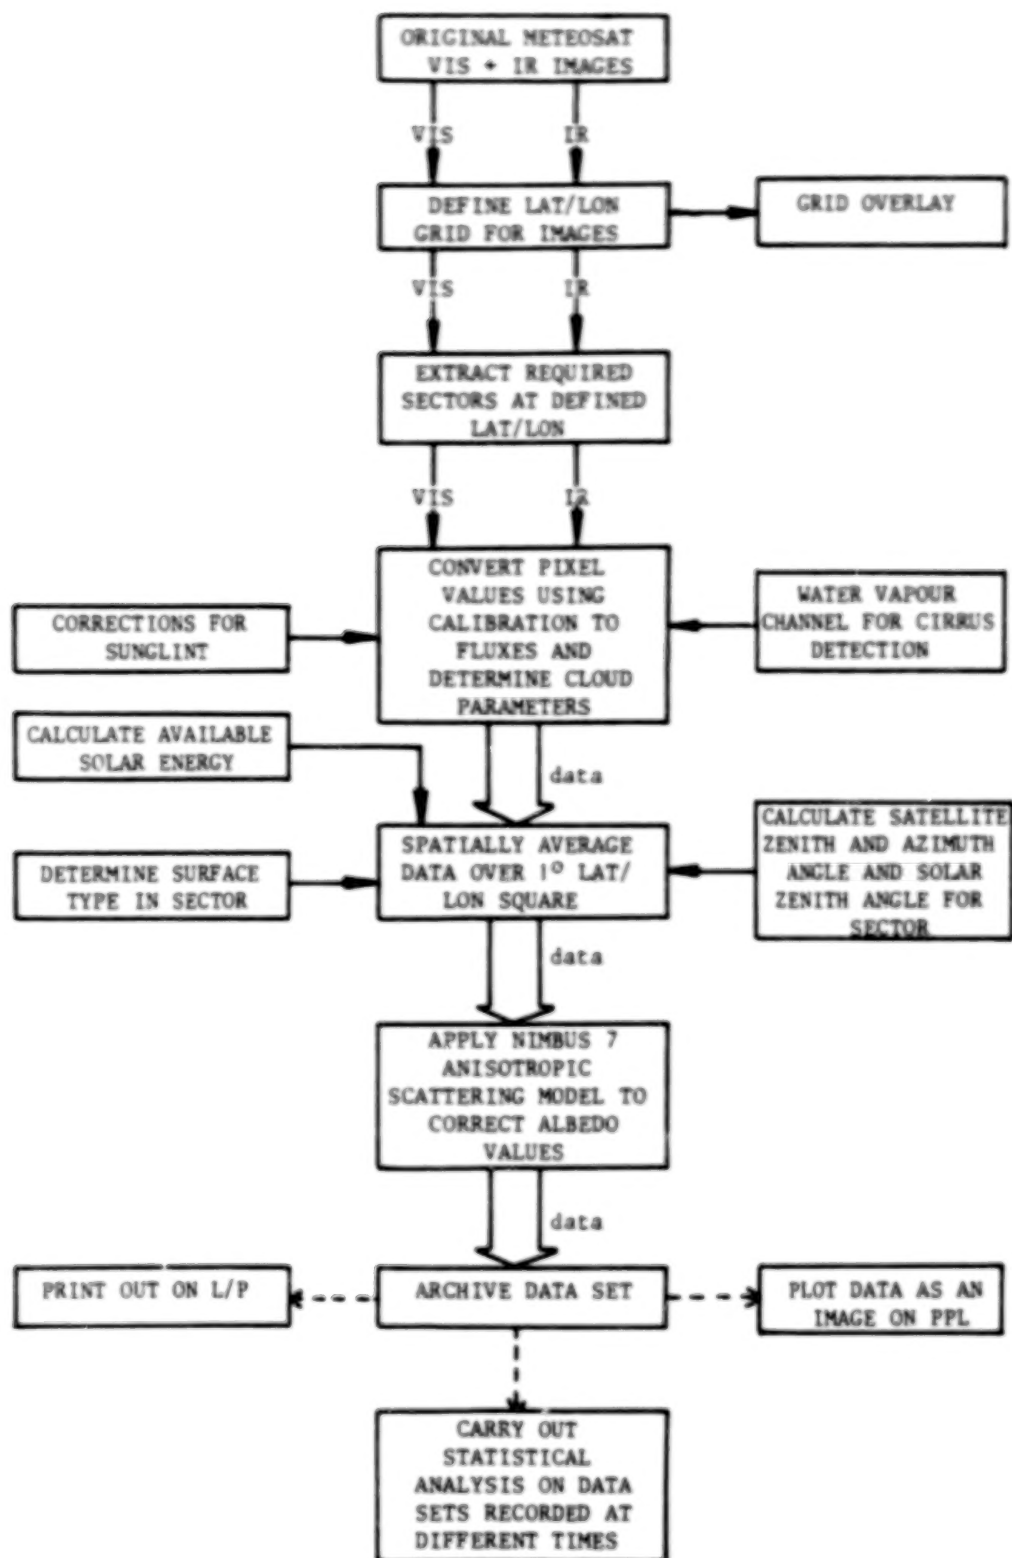 ORIGINAL METEOSAT
VIS + IR IMAGES
VIS
IR
DEFINE LAT/LON
GRID FOR IMAGES
GRID OVERLAY
VIS
IR
EXTRACT REQUIRED
SECTORS AT DEFINED
LAT/LON
VIS
IR
CONVERT PIXEL
VALUES USING
CALIBRATION TO
FLUXES AND
DETERMINE CLOUD
PARAMETERS
CORRECTIONS FOR
SUNGLINT
WATER VAPOUR
CHANNEL FOR CIRRUS
DETECTION
CALCULATE AVAILABLE
SOLAR ENERGY
data
SPATIALLY AVERAGE
DATA OVER 1° LAT/
LON SQUARE
DETERMINE SURFACE
TYPE IN SECTOR
CALCULATE SATELLITE
ZENITH AND AZIMUTH
ANGLE AND SOLAR
ZENITH ANGLE FOR
SECTOR
data
APPLY NIMBUS 7
ANISOTROPIC
SCATTERING MODEL TO
CORRECT ALBEDO
VALUES
data
PRINT OUT ON L/P
ARCHIVE DATA SET
PLOT DATA AS AN
IMAGE ON PPL
CARRY OUT
STATISTICAL
ANALYSIS ON DATA
SETS RECORDED AT
DIFFERENT TIMES